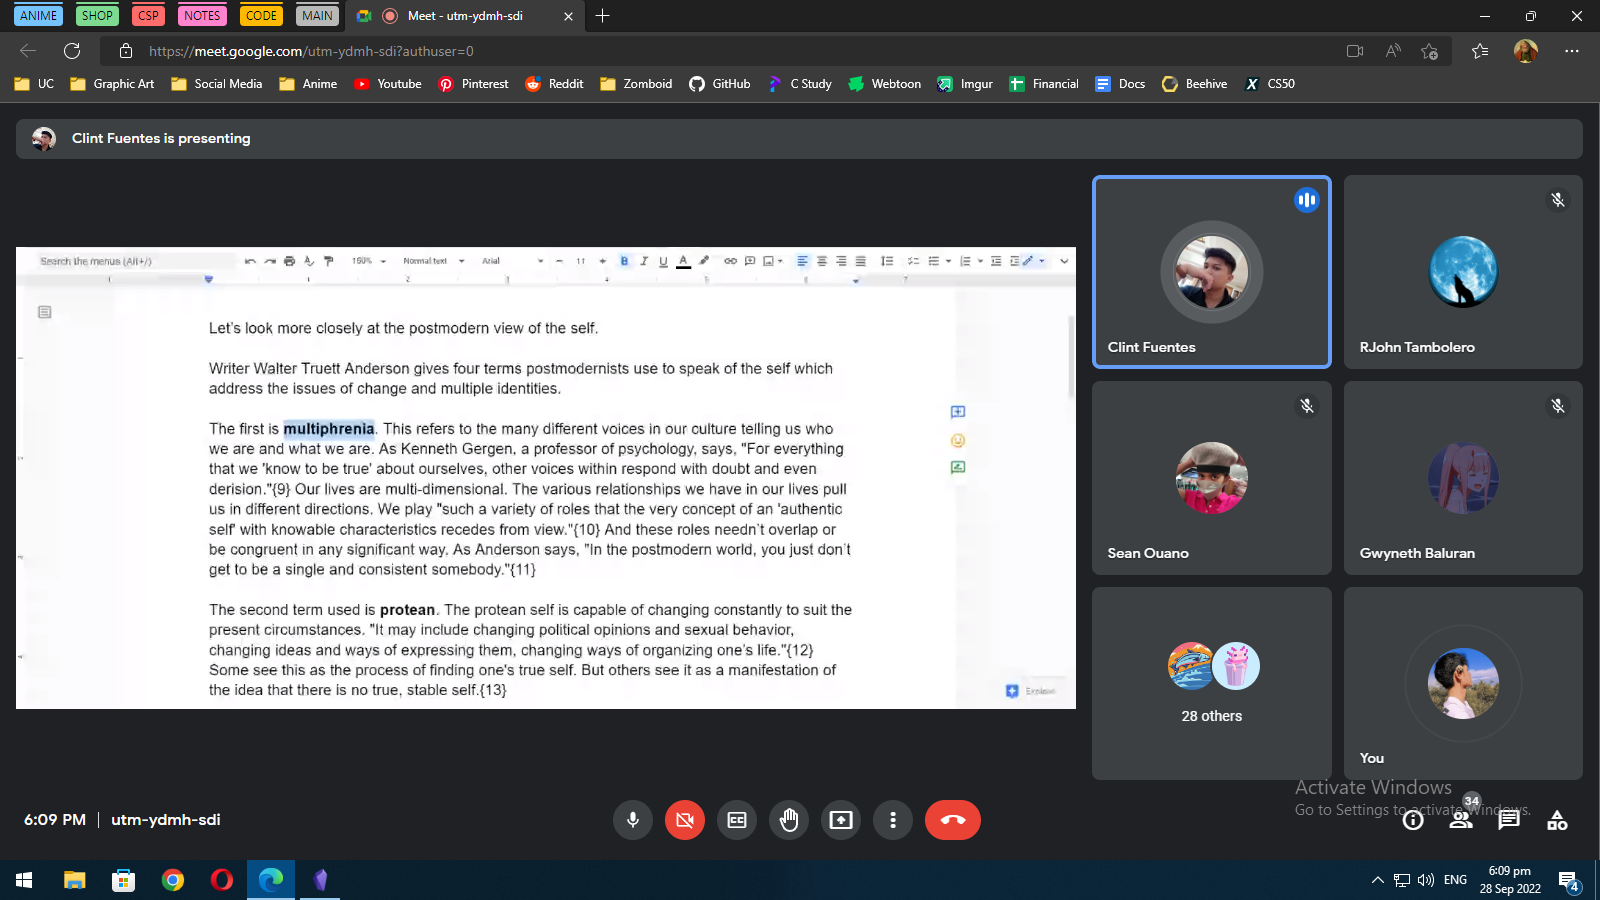 ANIME SHOP CSP NOTES CODE MAIN Meet - utm-ydmh-sdi
https://meet.google.com/utm-ydmh-sdi?authuser=0
UC Graphic Art Social Media Anime Youtube Pinterest Reddit Zomboid GitHub C Study Webtoon Imgur Financial Docs Beehive CS50
Clint Fuentes is presenting
Search the menus (Alt+/) 150% Normal text Arial 11
Let's look more closely at the postmodern view of the self.
Writer Walter Truett Anderson gives four terms postmodernists use to speak of the self which
address the issues of change and multiple identities.
The first is multiphrenia. This refers to the many different voices in our culture telling us who
we are and what we are. As Kenneth Gergen, a professor of psychology, says, "For everything
that we 'know to be true' about ourselves, other voices within respond with doubt and even
derision."{9} Our lives are multi-dimensional. The various relationships we have in our lives pull
us in different directions. We play "such a variety of roles that the very concept of an 'authentic
self' with knowable characteristics recedes from view."{10} And these roles needn't overlap or
be congruent in any significant way. As Anderson says, "In the postmodern world, you just don't
get to be a single and consistent somebody."{11}
The second term used is protean. The protean self is capable of changing constantly to suit the
present circumstances. "It may include changing political opinions and sexual behavior,
changing ideas and ways of expressing them, changing ways of organizing one's life."{12}
Some see this as the process of finding one's true self. But others see it as a manifestation of
the idea that there is no true, stable self.{13}
Explore
Clint Fuentes
RJohn Tambolero
Sean Ouano
Gwyneth Baluran
28 others
You
Activate Windows
Go to Settings to activate Windows.
6:09 PM | utm-ydmh-sdi
34
ENG
6:09 pm
28 Sep 2022
4